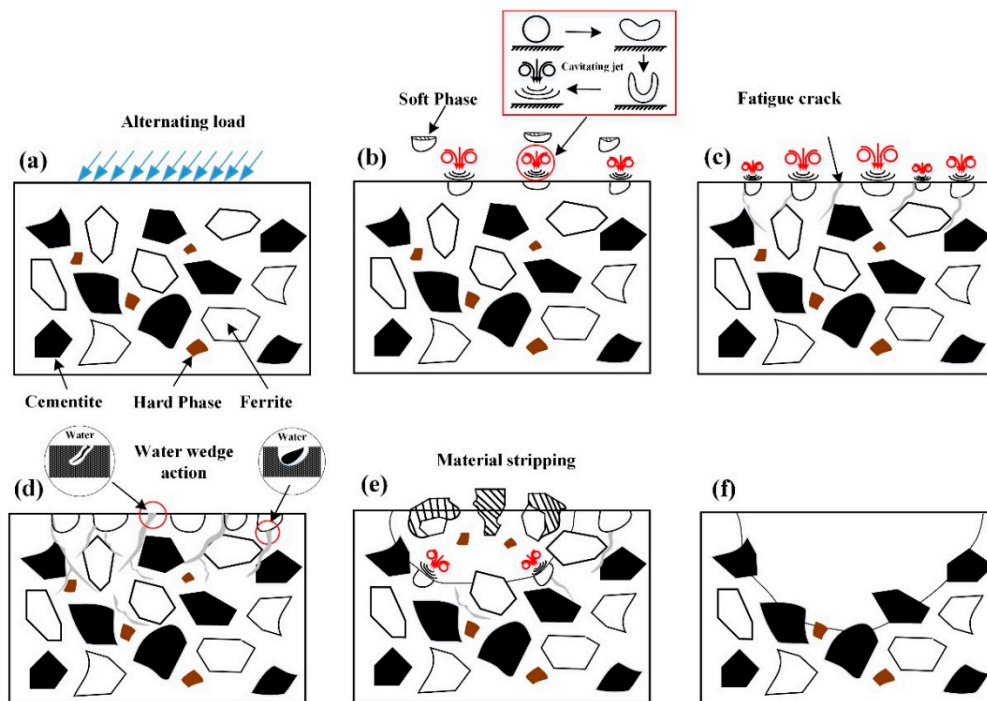 Cavitating jet
Soft Phase
Fatigue crack
Alternating load
(a)
(b)
(c)
Cementite
Hard Phase
Ferrite
Water
Water wedge
action
Water
Material stripping
(d)
(e)
(f)